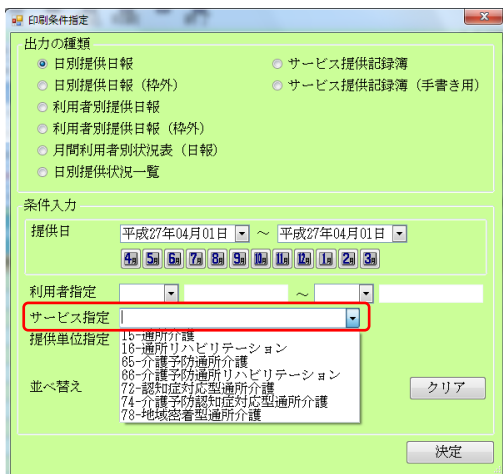 印刷条件指定
出力の種類
日別提供日報
サービス提供記録簿
日別提供日報（枠外）
サービス提供記録簿（手書き用）
利用者別提供日報
利用者別提供日報（枠外）
月間利用者別状況表（日報）
日別提供状況一覧
条件入力
提供日 平成27年04月01日 ～ 平成27年04月01日
4月 5月 6月 7月 8月 9月 10月 11月 12月 1月 2月 3月
利用者指定 ～
サービス指定
提供単位指定
15-通所介護
16-通所リハビリテーション
65-介護予防通所介護
66-介護予防通所リハビリテーション
72-認知症対応型通所介護
74-介護予防認知症対応型通所介護
78-地域密着型通所介護
並べ替え
クリア
決定